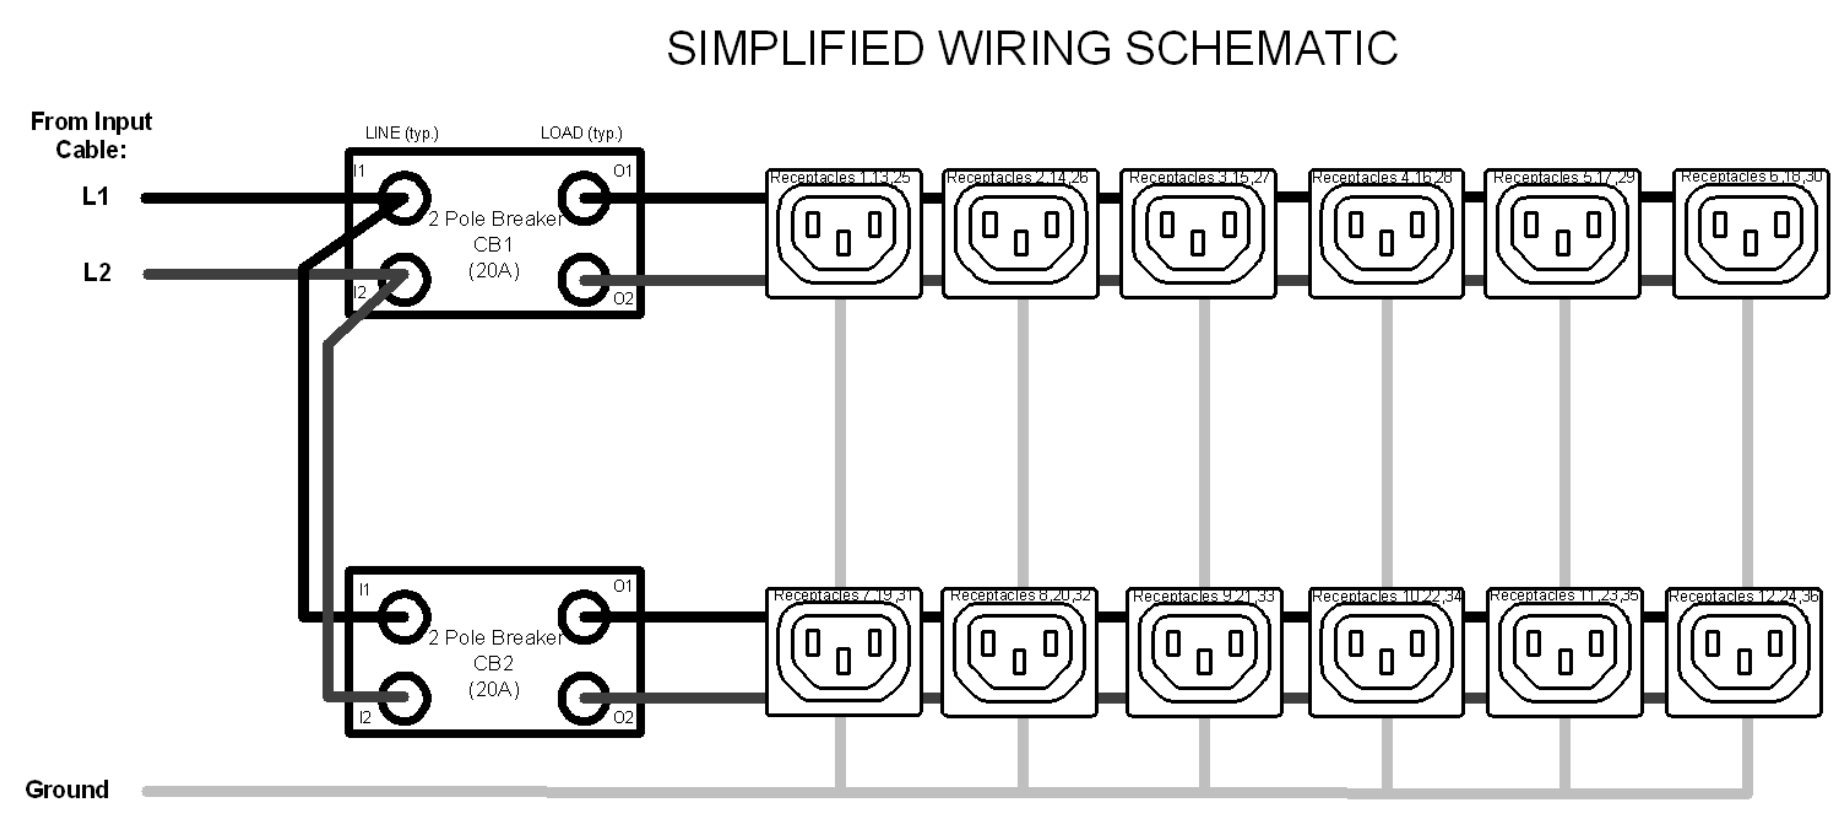 SIMPLIFIED WIRING SCHEMATIC
From Input
Cable:
LINE (typ.)
LOAD (typ.)
L1
I1
O1
2 Pole Breaker
CB1
(20A)
L2
I2
O2
Receptacles 1,13,25
Receptacles 2,14,26
Receptacles 3,15,27
Receptacles 4,16,28
Receptacles 5,17,29
Receptacles 6,18,30
I1
O1
2 Pole Breaker
CB2
(20A)
I2
O2
Receptacles 7,19,31
Receptacles 8,20,32
Receptacles 9,21,33
Receptacles 10,22,34
Receptacles 11,23,35
Receptacles 12,24,36
Ground